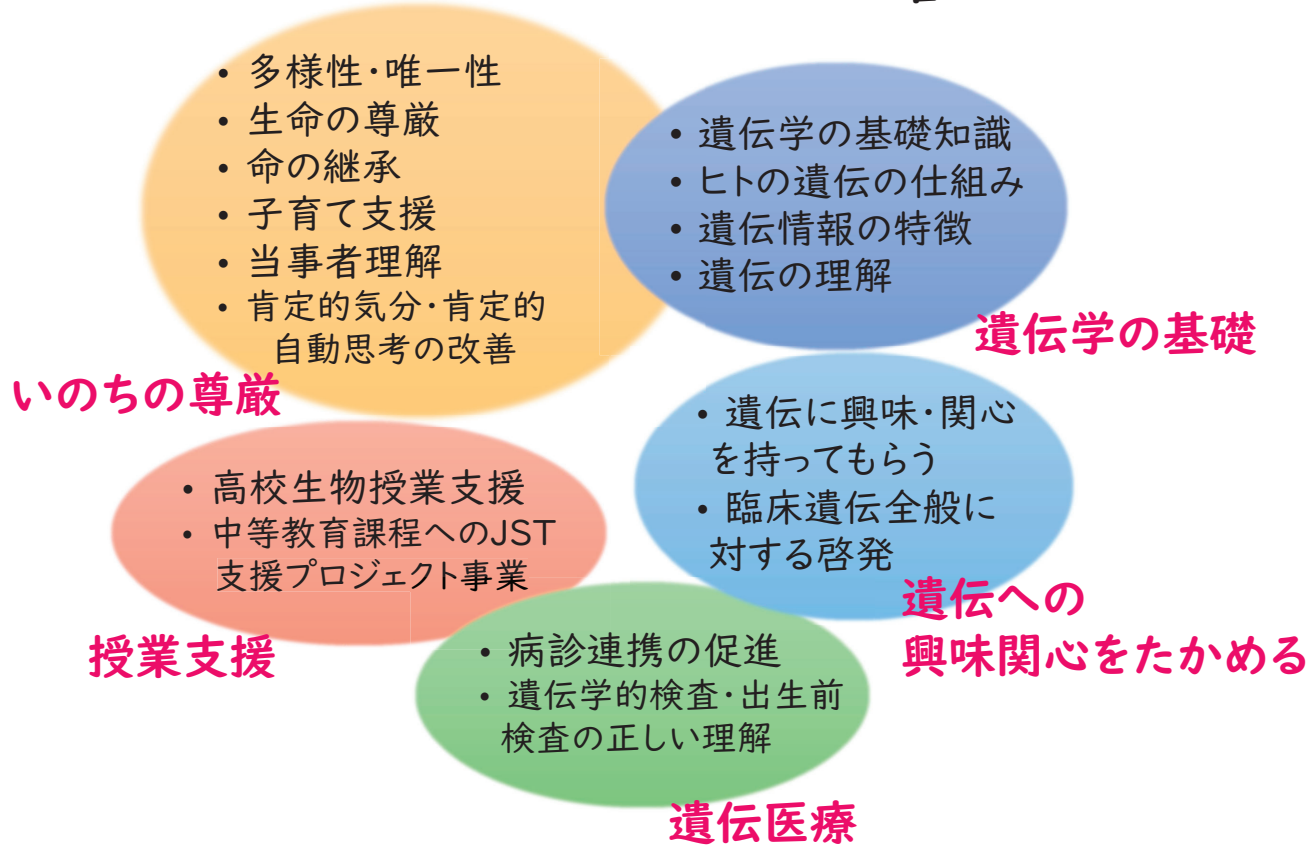 • 多様性・唯一性
• 生命の尊厳
• 命の継承
• 子育て支援
• 当事者理解
• 肯定的気分・肯定的
自動思考の改善
いのちの尊厳
• 遺伝学の基礎知識
• ヒトの遺伝の仕組み
• 遺伝情報の特徴
• 遺伝の理解
遺伝学の基礎
• 遺伝に興味・関心
を持ってもらう
• 臨床遺伝全般に
対する啓発
遺伝への
興味関心をたかめる
• 高校生物授業支援
• 中等教育課程へのJST
支援プロジェクト事業
授業支援
• 病診連携の促進
• 遺伝学的検査・出生前
検査の正しい理解
遺伝医療